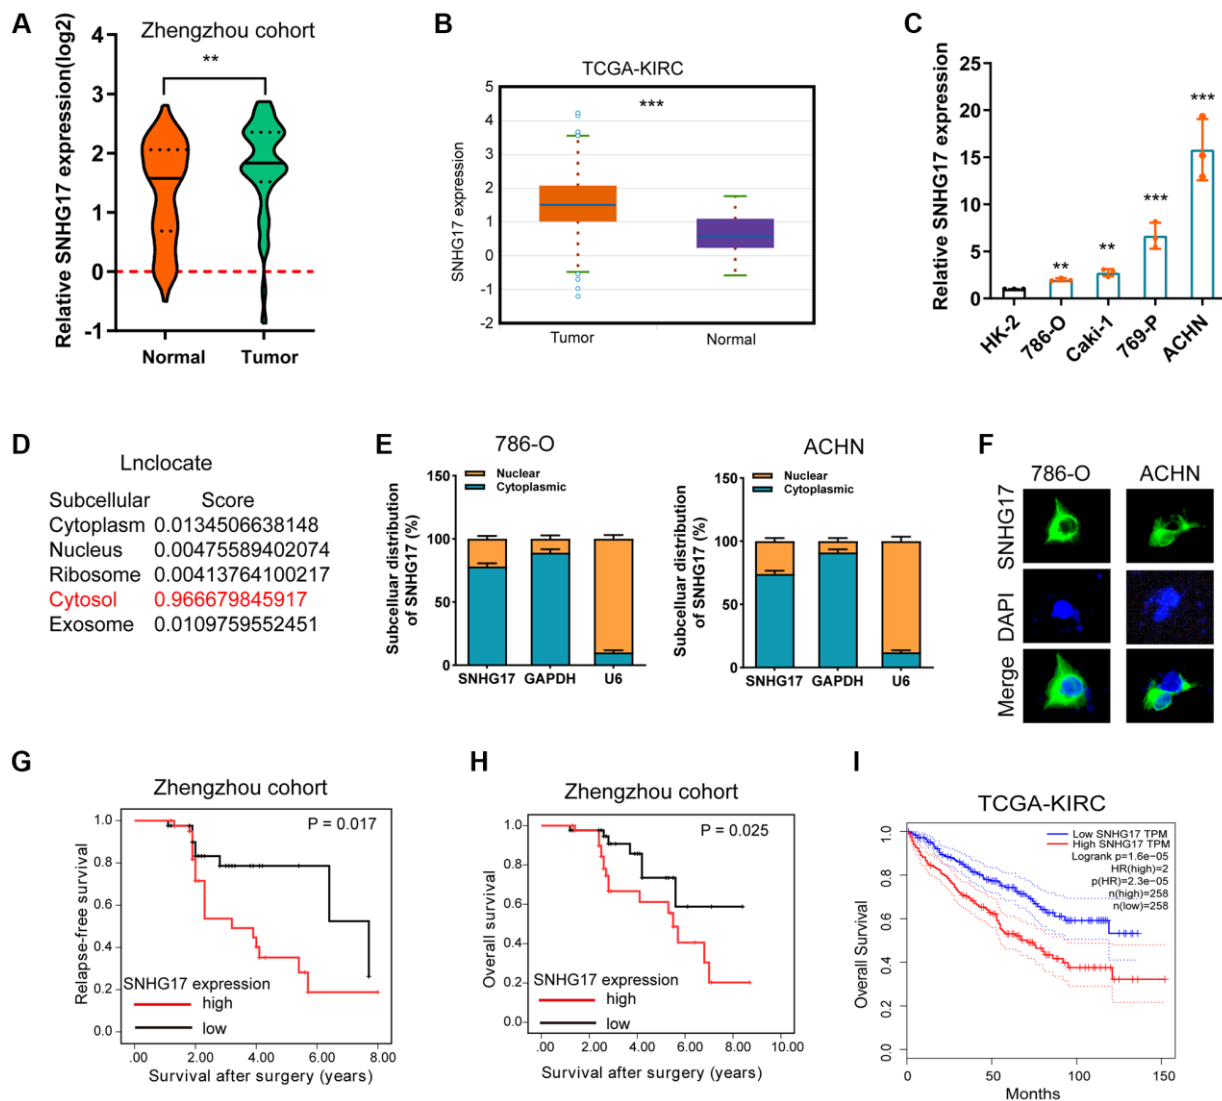 A
Zhengzhou cohort
**
Relative SNHG17 expression(log2)
4
3
2
1
0
-1
Normal
Tumor
B
TCGA-KIRC
***
SNHG17 expression
5
4
3
2
1
0
-1
-2
Tumor
Normal
C
Relative SNHG17 expression
25
20
15
10
5
0
**
**
***
***
HK-2
786-O
Caki-1
769-P
ACHN
D
Lnclocate
Subcellular Score
Cytoplasm 0.0134506638148
Nucleus 0.00475589402074
Ribosome 0.00413764100217
Cytosol 0.966679845917
Exosome 0.0109759552451
E
786-O
Nuclear
Cytoplasmic
Subcelluar distribution
of SNHG17 (%)
150
100
50
0
SNHG17 GAPDH U6
ACHN
Nuclear
Cytoplasmic
Subcelluar distribution
of SNHG17 (%)
150
100
50
0
SNHG17 GAPDH U6
F
786-O ACHN
SNHG17
DAPI
Merge
G
Zhengzhou cohort
P = 0.017
Relapse-free survival
1.0
0.8
0.6
0.4
0.2
0.0
SNHG17 expression
high
low
.00 2.00 4.00 6.00 8.00
Survival after surgery (years)
H
Zhengzhou cohort
P = 0.025
Overall survival
1.0
0.8
0.6
0.4
0.2
0.0
SNHG17 expression
high
low
.00 2.00 4.00 6.00 8.00 10.00
Survival after surgery (years)
I
TCGA-KIRC
Low SNHG17 TPM
High SNHG17 TPM
Logrank p=1.6e-05
HR(high)=2
p(HR)=2.3e-05
n(high)=258
n(low)=258
Overall Survival
1.0
0.8
0.6
0.4
0.2
0.0
0 50 100 150
Months